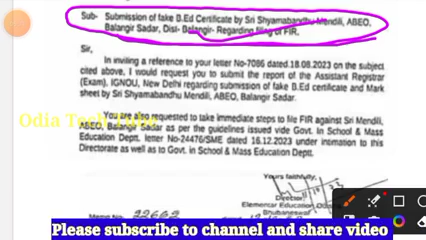 Sub- Submission of fake B.Ed Certificate by Sri Shyamabandhu Mendili, ABEO,
Balangir Sadar, Dist- Balangir- Regarding filing of FIR.
Sir,
In inviting a reference to your letter No-7086 dated.18.08.2023 on the subject
cited above, I would request you to submit the report of the Assistant Registrar
(Exam), IGNOU, New Delhi regarding submission of fake B.Ed certificate and Mark
sheet by Sri Shyamabandhu Mendili, ABEO, Balangir Sadar.
You are also requested to take immediate steps to file FIR against Sri Mendili,
Odia Tech Tube
ABEO, Balangir Sadar as per the guidelines issued vide Govt. in School & Mass
Education Deptt. letter No-24476/SME dated 16.12.2023 under intimation to this
Directorate as well as to Govt. in School & Mass Education Deptt.
Yours faithfully,
Director,
Elementar Education
Bhubaneswar
Memo No 22662
Please subscribe to channel and share video